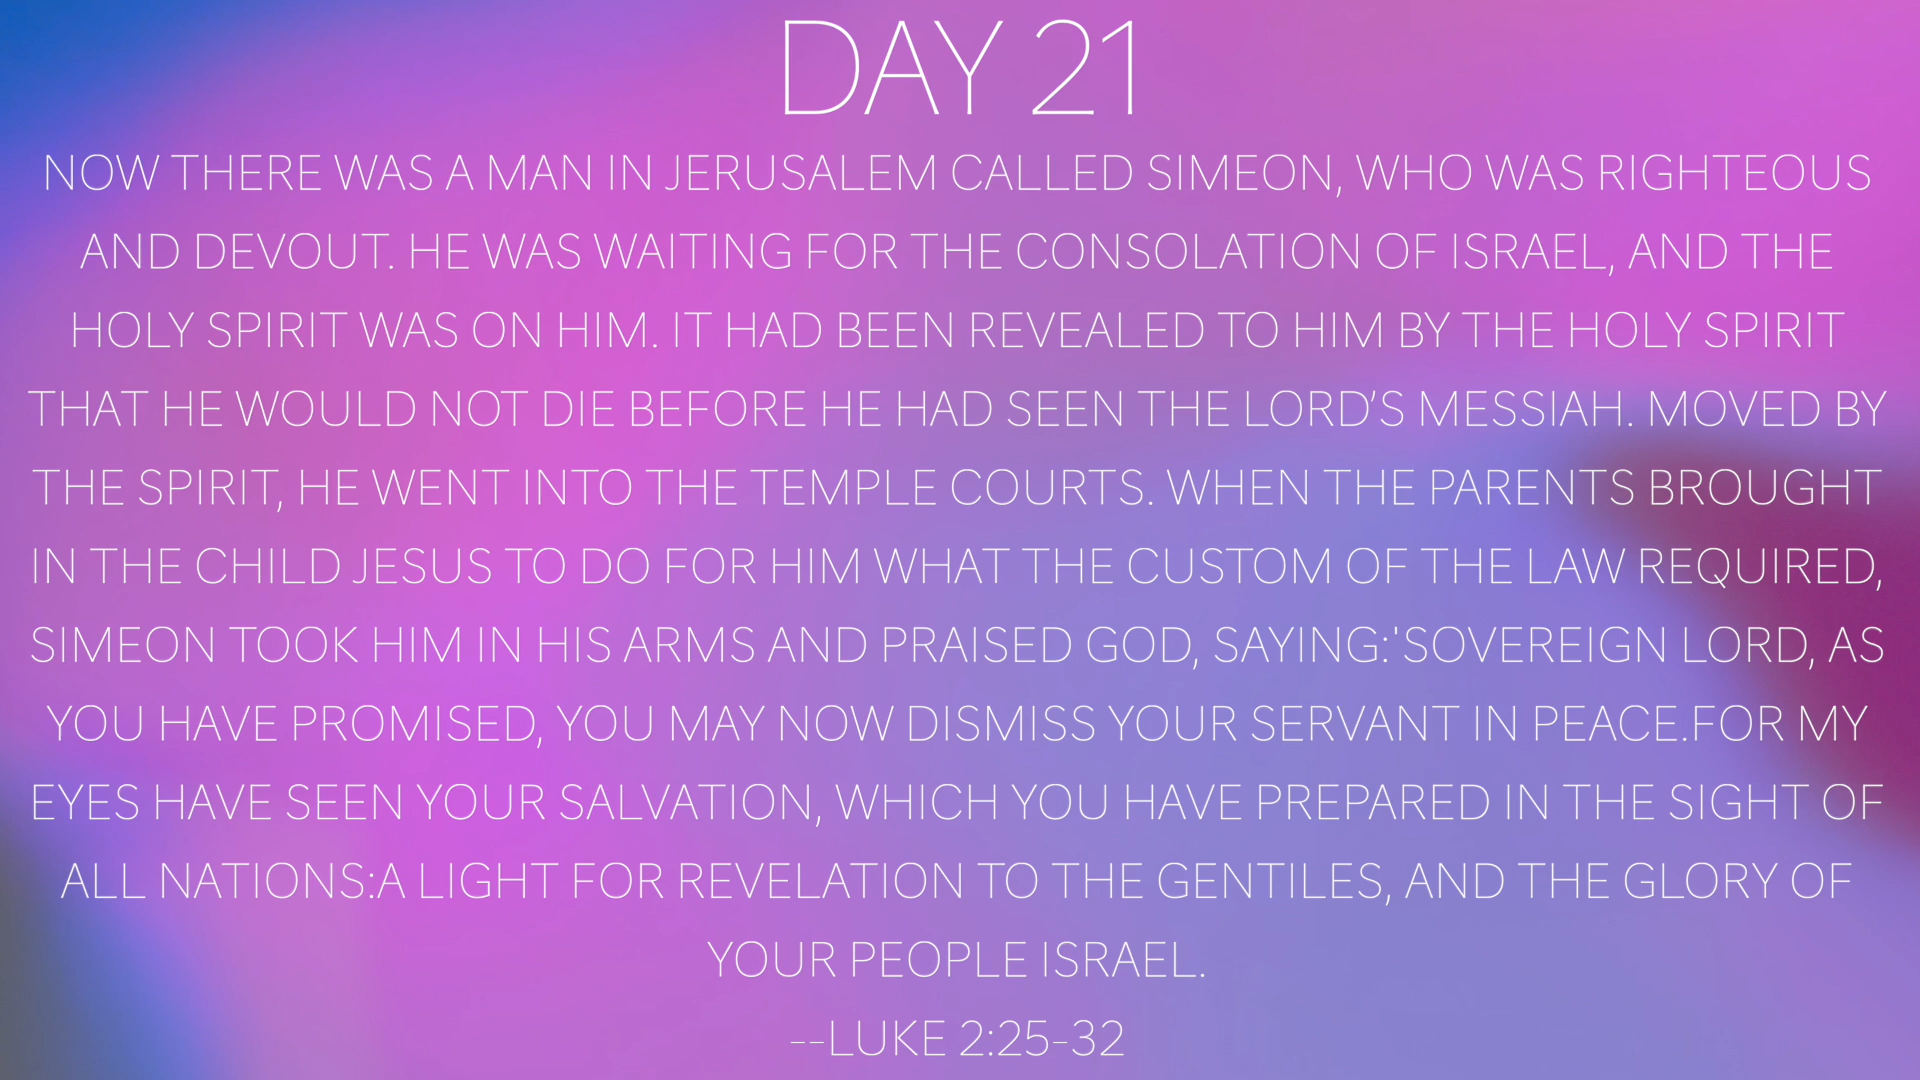 DAY 21
NOW THERE WAS A MAN IN JERUSALEM CALLED SIMEON, WHO WAS RIGHTEOUS
AND DEVOUT. HE WAS WAITING FOR THE CONSOLATION OF ISRAEL, AND THE
HOLY SPIRIT WAS ON HIM. IT HAD BEEN REVEALED TO HIM BY THE HOLY SPIRIT
THAT HE WOULD NOT DIE BEFORE HE HAD SEEN THE LORD’S MESSIAH. MOVED BY
THE SPIRIT, HE WENT INTO THE TEMPLE COURTS. WHEN THE PARENTS BROUGHT
IN THE CHILD JESUS TO DO FOR HIM WHAT THE CUSTOM OF THE LAW REQUIRED,
SIMEON TOOK HIM IN HIS ARMS AND PRAISED GOD, SAYING:'SOVEREIGN LORD, AS
YOU HAVE PROMISED, YOU MAY NOW DISMISS YOUR SERVANT IN PEACE.FOR MY
EYES HAVE SEEN YOUR SALVATION, WHICH YOU HAVE PREPARED IN THE SIGHT OF
ALL NATIONS:A LIGHT FOR REVELATION TO THE GENTILES, AND THE GLORY OF
YOUR PEOPLE ISRAEL.
--LUKE 2:25-32